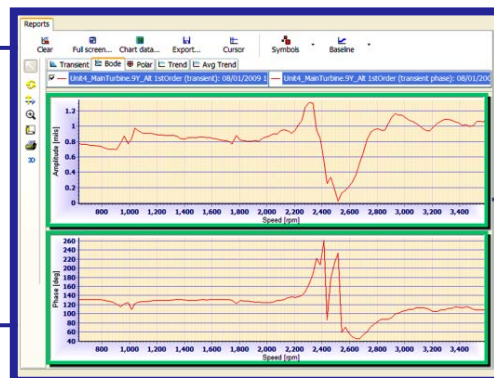 Reports
Clear Full screen... Chart data... Export... Cursor Symbols Baseline
Transient Bode Polar Trend Avg Trend
Unit4_MainTurbine.9Y_Alt 1stOrder (transient): 08/01/2009 1 Unit4_MainTurbine.9Y_Alt 1stOrder (transient phase): 08/01/200
Amplitude [mils]
1.2
1
0.8
0.6
0.4
0.2
0
800 1,000 1,200 1,400 1,600 1,800 2,000 2,200 2,400 2,600 2,800 3,000 3,200 3,400
Speed [rpm]
Phase [deg]
260
240
220
200
180
160
140
120
100
80
60
40
800 1,000 1,200 1,400 1,600 1,800 2,000 2,200 2,400 2,600 2,800 3,000 3,200 3,400
Speed [rpm]
3D